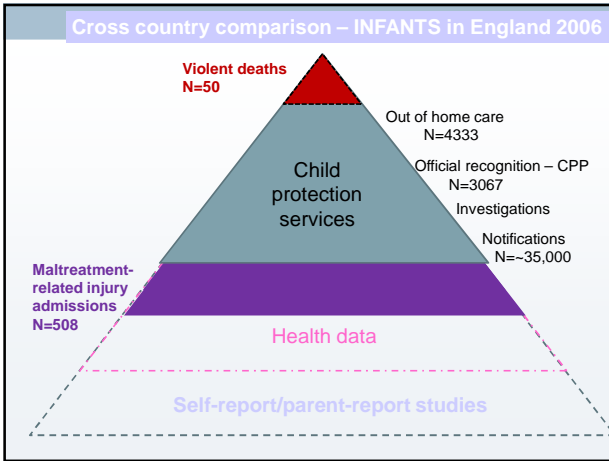 Cross country comparison – INFANTS in England 2006
Violent deaths
N=50
Out of home care
N=4333
Child
protection
services
Official recognition – CPP
N=3067
Investigations
Notifications
N=~35,000
Maltreatment-
related injury
admissions
N=508
Health data
Self-report/parent-report studies